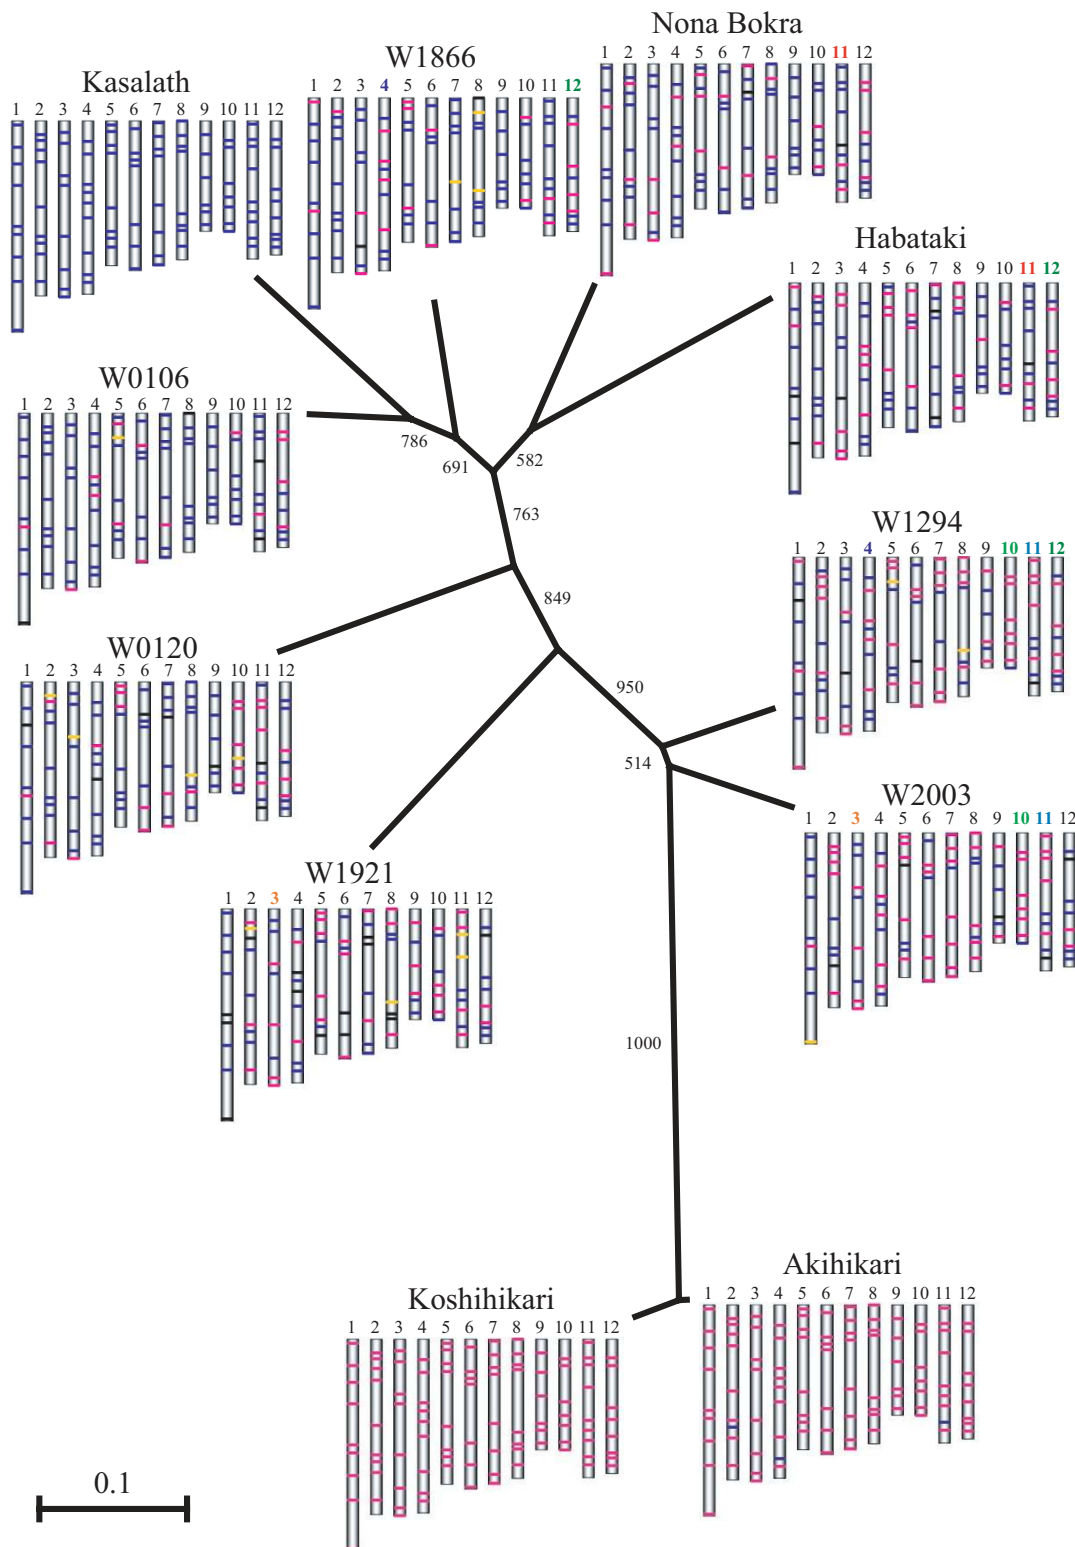 Nona Bokra
1 2 3 4 5 6 7 8 9 10 11 12
W1866
1 2 3 4 5 6 7 8 9 10 11 12
Kasalath
1 2 3 4 5 6 7 8 9 10 11 12
Habataki
1 2 3 4 5 6 7 8 9 10 11 12
W0106
1 2 3 4 5 6 7 8 9 10 11 12
786
691
582
763
W1294
1 2 3 4 5 6 7 8 9 10 11 12
849
W0120
1 2 3 4 5 6 7 8 9 10 11 12
950
514
W2003
1 2 3 4 5 6 7 8 9 10 11 12
W1921
1 2 3 4 5 6 7 8 9 10 11 12
1000
Akihikari
1 2 3 4 5 6 7 8 9 10 11 12
Koshihikari
1 2 3 4 5 6 7 8 9 10 11 12
0.1